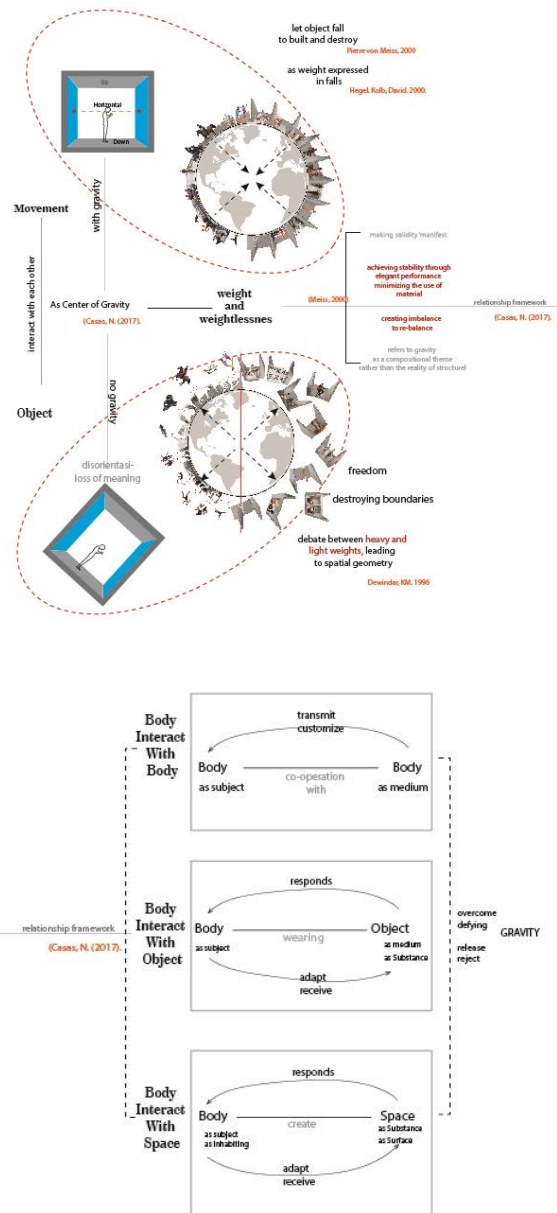 let object fall
to built and destroy
Pierre von Meiss, 2000
as weight expressed
in falls
Hegel. Kolb, David. 2000.
Up
Horizontal
Down
with gravity
Movement
interact with each other
Object
As Center of Gravity
(Casas, N. (2017).
weight
and
weightlessnes
(Meiss, 2000)
making solidity 'manifest
achieving stability through
elegant performance
minimizing the use of
material
creating imbalance
to re-balance
refers to gravity
as a compositional theme
rather than the reality of structurel
relationship framework
(Casas, N. (2017).
no gravity
disorientasi-
loss of meaning
freedom
destroying boundaries
debate between heavy and
light weights, leading
to spatial geometry
Dewindar, KM. 1996
relationship framework
(Casas, N. (2017).
Body
Interact
With
Body
transmit
customize
Body
as subject
co-operation
with
Body
as medium
Body
Interact
With
Object
responds
Body
as subject
wearing
Object
as medium
as Substance
adapt
receive
Body
Interact
With
Space
responds
Body
as subject
as Inhabiting
create
Space
as Substance
as Surface
adapt
receive
overcome
defying
release
reject
GRAVITY